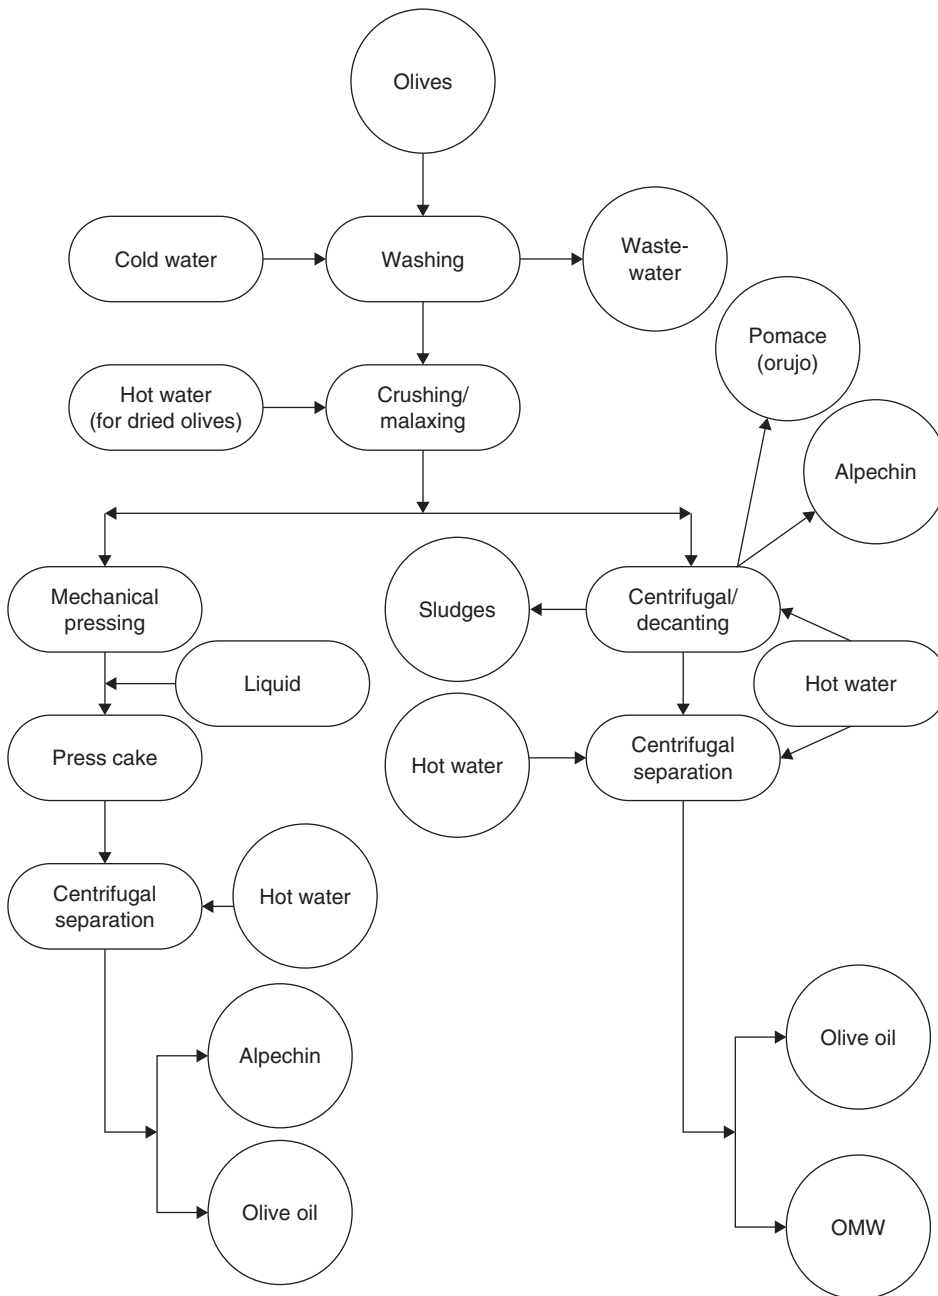 Olives
Cold water
Washing
Waste-
water
Pomace
(orujo)
Hot water
(for dried olives)
Crushing/
malaxing
Alpechin
Mechanical
pressing
Sludges
Centrifugal/
decanting
Liquid
Hot water
Press cake
Hot water
Centrifugal
separation
Centrifugal
separation
Hot water
Alpechin
Olive oil
Olive oil
OMW